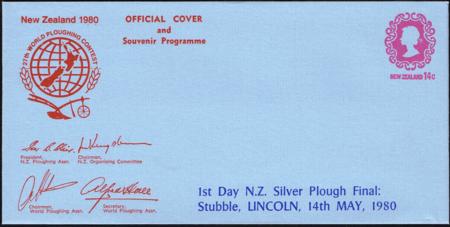 New Zealand 1980
OFFICIAL COVER
and
Souvenir Programme
27th WORLD PLOUGHING CONTEST
NEW ZEALAND 14c
President, Chairman,
N.Z. Ploughing Assn. N.Z. Organising Committee
Chairman, Secretary,
World Ploughing Assn. World Ploughing Assn.
1st Day N.Z. Silver Plough Final:
Stubble, LINCOLN, 14th MAY, 1980